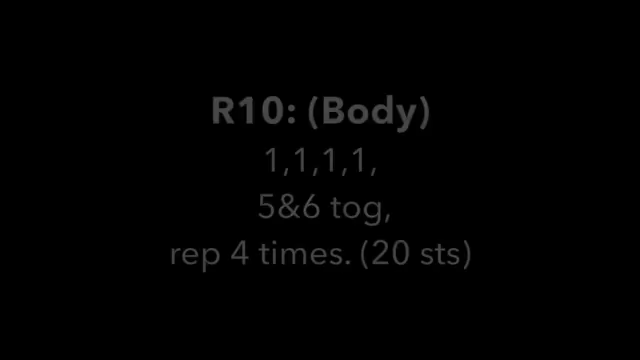 R10: (Body)
1,1,1,1,
5&6 tog,
rep 4 times. (20 sts)